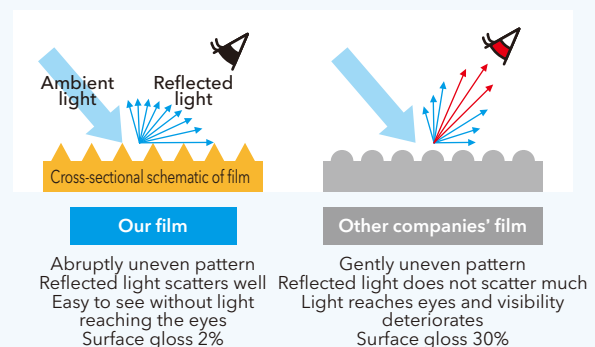 Ambient
light
Reflected
light
Cross-sectional schematic of film
Our film
Abruptly uneven pattern
Reflected light scatters well
Easy to see without light
reaching the eyes
Surface gloss 2%
Other companies' film
Gently uneven pattern
Reflected light does not scatter much
Light reaches eyes and visibility
deteriorates
Surface gloss 30%